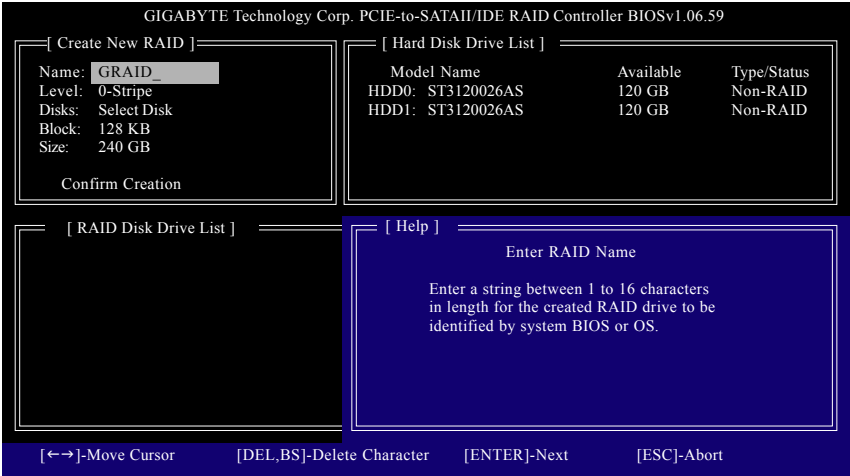 GIGABYTE Technology Corp. PCIE-to-SATAII/IDE RAID Controller BIOSv1.06.59
[ Create New RAID ]
Name: GRAID_
Level: 0-Stripe
Disks: Select Disk
Block: 128 KB
Size: 240 GB
Confirm Creation
[ Hard Disk Drive List ]
Model Name Available Type/Status
HDD0: ST3120026AS 120 GB Non-RAID
HDD1: ST3120026AS 120 GB Non-RAID
[ RAID Disk Drive List ]
[ Help ]
Enter RAID Name
Enter a string between 1 to 16 characters
in length for the created RAID drive to be
identified by system BIOS or OS.
[←→]-Move Cursor [DEL,BS]-Delete Character [ENTER]-Next [ESC]-Abort